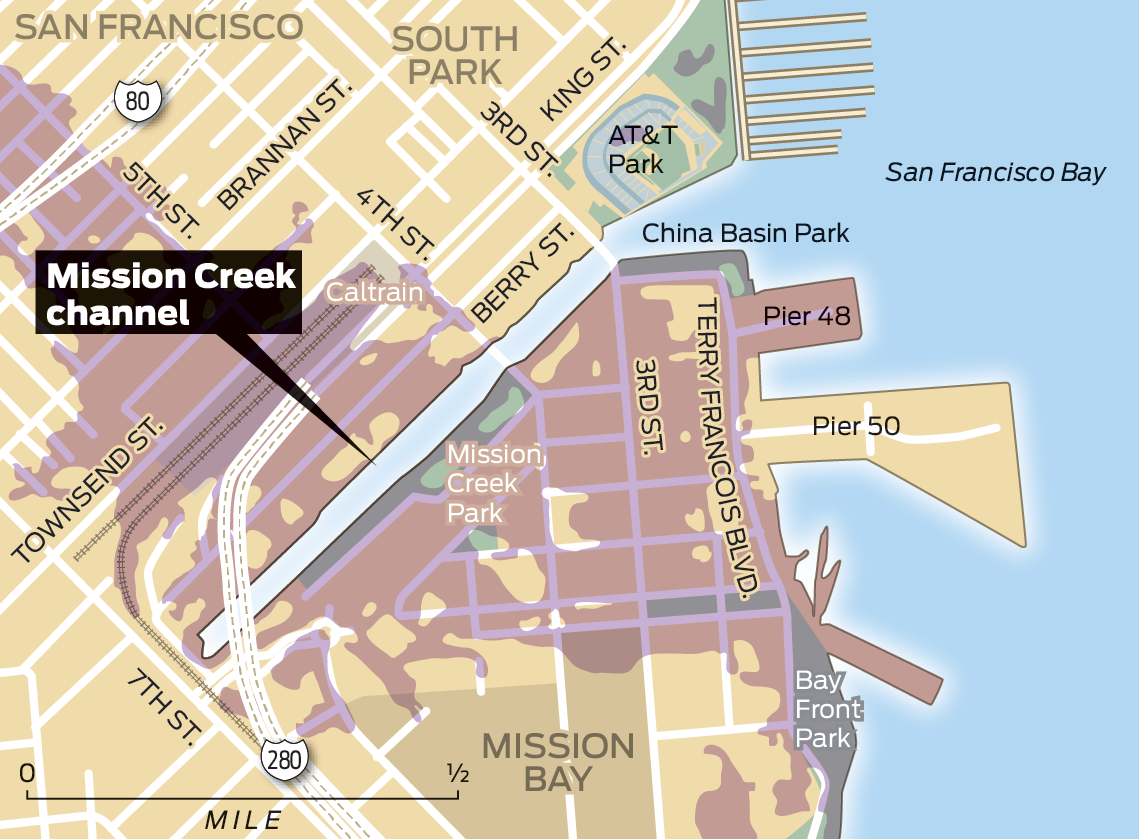 SAN FRANCISCO
SOUTH
PARK
KING ST.
80
BRANNAN ST.
3RD ST.
AT&T
Park
San Francisco Bay
5TH ST.
4TH ST.
BERRY ST.
China Basin Park
Mission Creek
channel
Caltrain
Pier 48
TERRY FRANCOIS BLVD.
3RD ST.
Pier 50
TOWNSEND ST.
Mission
Creek
Park
7TH ST.
Bay
Front
Park
MISSION
BAY
280
0
½
MILE